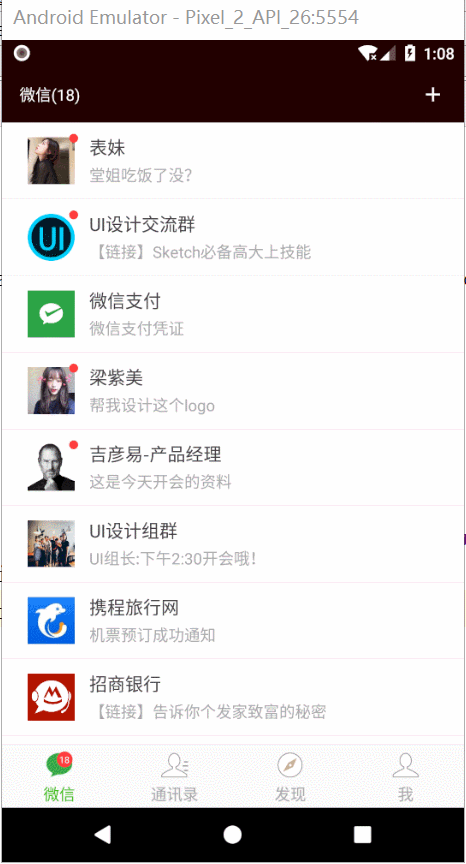 Android Emulator - Pixel_2_API_26:5554
1:08
微信(18)
表妹
堂姐吃饭了没?
UI
UI设计交流群
【链接】Sketch必备高大上技能
微信支付
微信支付凭证
梁紫美
帮我设计这个logo
吉彦易-产品经理
这是今天开会的资料
UI设计组群
UI组长:下午2:30开会哦!
携程旅行网
机票预订成功通知
招商银行
【链接】告诉你个发家致富的秘密
18
微信 通讯录 发现 我